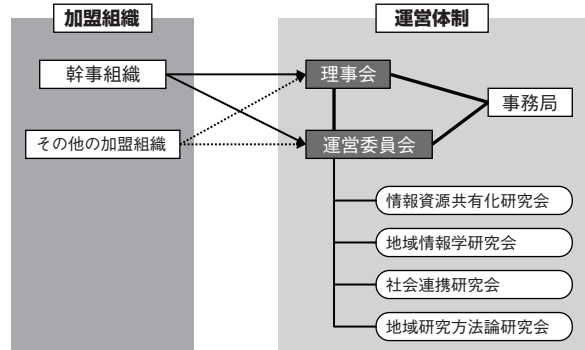 加盟組織
運営体制
幹事組織
理事会
事務局
その他の加盟組織
運営委員会
情報資源共有化研究会
地域情報学研究会
社会連携研究会
地域研究方法論研究会